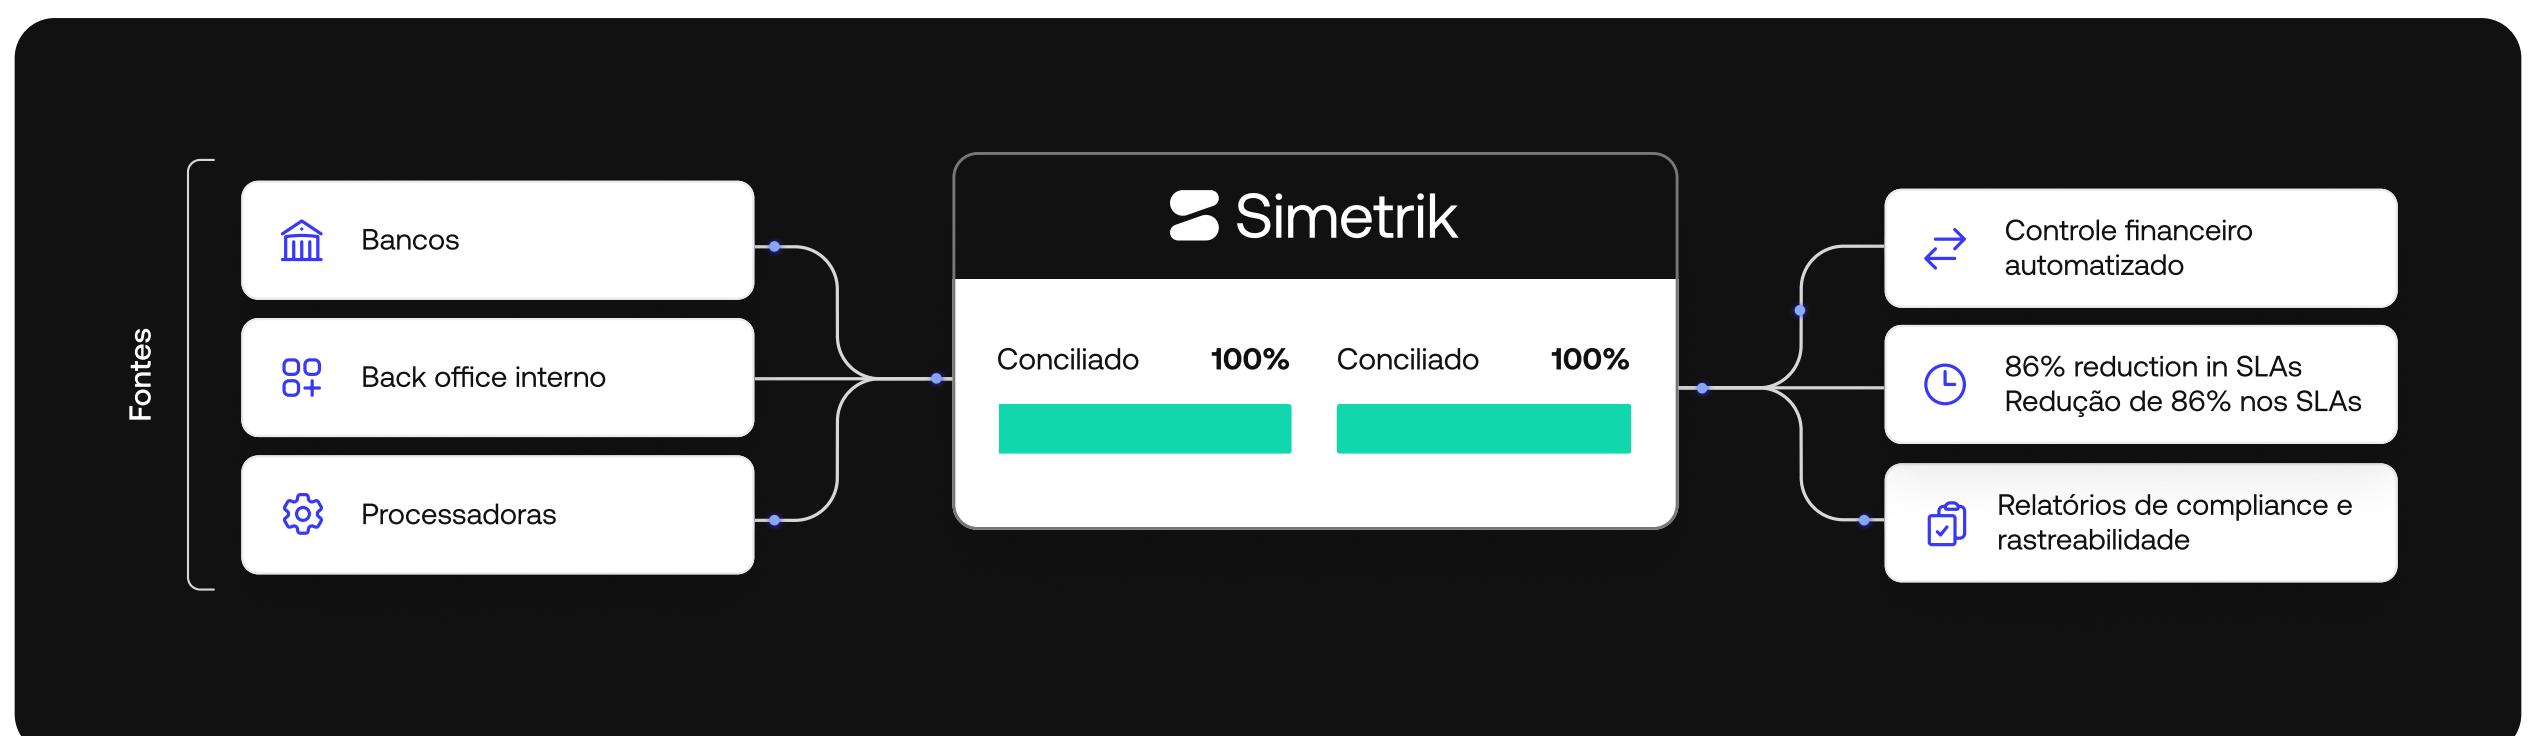 Fontes
Bancos
Back office interno
Processadoras
Simetrik
Conciliado 100%
Conciliado 100%
Controle financeiro
automatizado
86% reduction in SLAs
Redução de 86% nos SLAs
Relatórios de compliance e
rastreabilidade